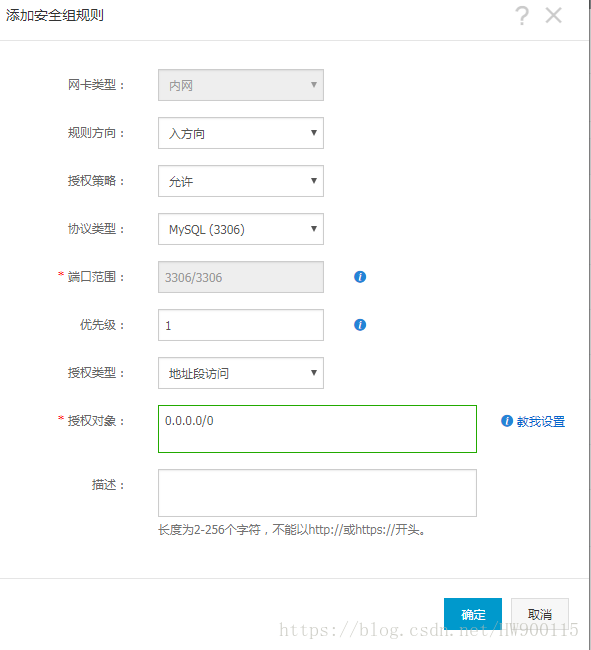 添加安全组规则 ? ×
网卡类型： 内网
规则方向： 入方向
授权策略： 允许
协议类型： MySQL (3306)
* 端口范围： 3306/3306 i
优先级： 1 i
授权类型： 地址段访问
* 授权对象： 0.0.0.0/0 i 教我设置
描述：
长度为2-256个字符，不能以http://或https://开头。
确定 取消
https://blog.csdn.net/HW900115